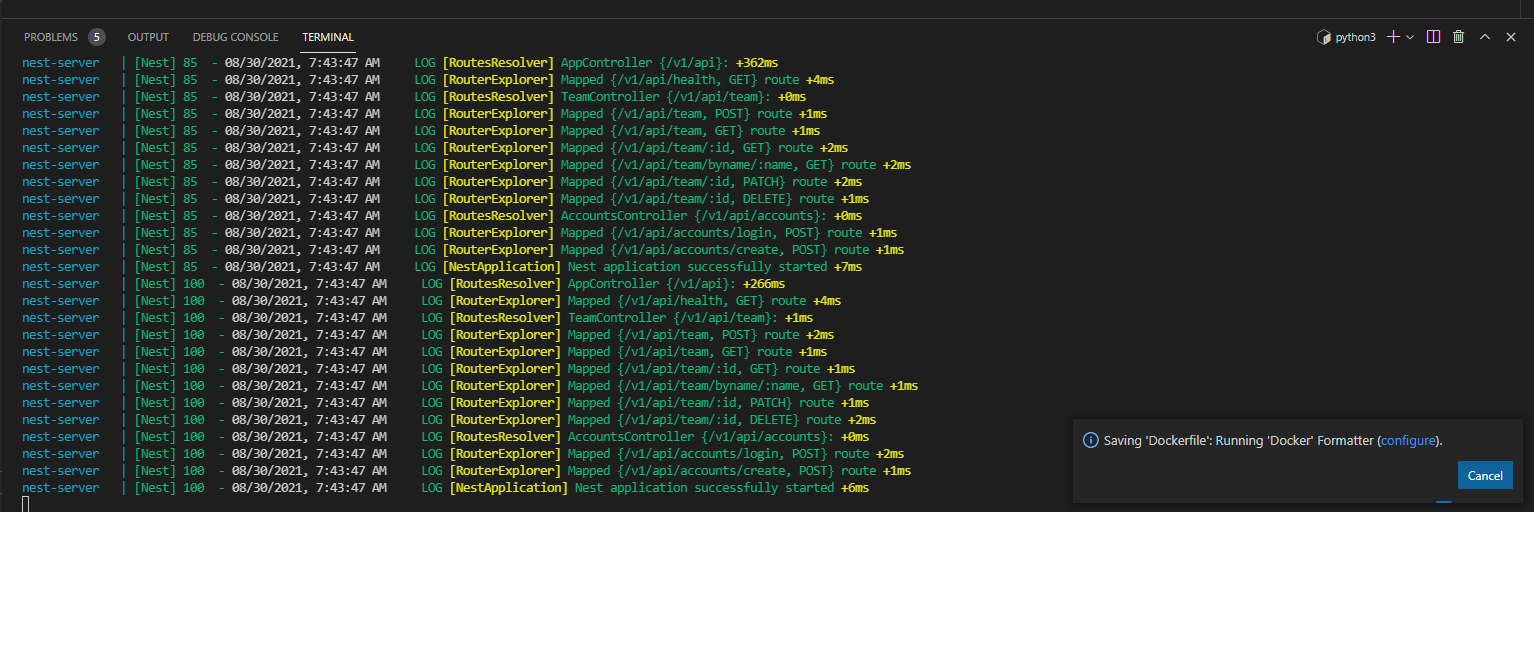 PROBLEMS 5 OUTPUT DEBUG CONSOLE TERMINAL python3
nest-server | [Nest] 85 - 08/30/2021, 7:43:47 AM LOG [RoutesResolver] AppController {/v1/api}: +362ms
nest-server | [Nest] 85 - 08/30/2021, 7:43:47 AM LOG [RouterExplorer] Mapped {/v1/api/health, GET} route +4ms
nest-server | [Nest] 85 - 08/30/2021, 7:43:47 AM LOG [RoutesResolver] TeamController {/v1/api/team}: +0ms
nest-server | [Nest] 85 - 08/30/2021, 7:43:47 AM LOG [RouterExplorer] Mapped {/v1/api/team, POST} route +1ms
nest-server | [Nest] 85 - 08/30/2021, 7:43:47 AM LOG [RouterExplorer] Mapped {/v1/api/team, GET} route +1ms
nest-server | [Nest] 85 - 08/30/2021, 7:43:47 AM LOG [RouterExplorer] Mapped {/v1/api/team/:id, GET} route +2ms
nest-server | [Nest] 85 - 08/30/2021, 7:43:47 AM LOG [RouterExplorer] Mapped {/v1/api/team/byname/:name, GET} route +2ms
nest-server | [Nest] 85 - 08/30/2021, 7:43:47 AM LOG [RouterExplorer] Mapped {/v1/api/team/:id, PATCH} route +2ms
nest-server | [Nest] 85 - 08/30/2021, 7:43:47 AM LOG [RouterExplorer] Mapped {/v1/api/team/:id, DELETE} route +1ms
nest-server | [Nest] 85 - 08/30/2021, 7:43:47 AM LOG [RoutesResolver] AccountsController {/v1/api/accounts}: +0ms
nest-server | [Nest] 85 - 08/30/2021, 7:43:47 AM LOG [RouterExplorer] Mapped {/v1/api/accounts/login, POST} route +1ms
nest-server | [Nest] 85 - 08/30/2021, 7:43:47 AM LOG [RouterExplorer] Mapped {/v1/api/accounts/create, POST} route +1ms
nest-server | [Nest] 85 - 08/30/2021, 7:43:47 AM LOG [NestApplication] Nest application successfully started +7ms
nest-server | [Nest] 100 - 08/30/2021, 7:43:47 AM LOG [RoutesResolver] AppController {/v1/api}: +266ms
nest-server | [Nest] 100 - 08/30/2021, 7:43:47 AM LOG [RouterExplorer] Mapped {/v1/api/health, GET} route +4ms
nest-server | [Nest] 100 - 08/30/2021, 7:43:47 AM LOG [RoutesResolver] TeamController {/v1/api/team}: +1ms
nest-server | [Nest] 100 - 08/30/2021, 7:43:47 AM LOG [RouterExplorer] Mapped {/v1/api/team, POST} route +2ms
nest-server | [Nest] 100 - 08/30/2021, 7:43:47 AM LOG [RouterExplorer] Mapped {/v1/api/team, GET} route +1ms
nest-server | [Nest] 100 - 08/30/2021, 7:43:47 AM LOG [RouterExplorer] Mapped {/v1/api/team/:id, GET} route +1ms
nest-server | [Nest] 100 - 08/30/2021, 7:43:47 AM LOG [RouterExplorer] Mapped {/v1/api/team/byname/:name, GET} route +1ms
nest-server | [Nest] 100 - 08/30/2021, 7:43:47 AM LOG [RouterExplorer] Mapped {/v1/api/team/:id, PATCH} route +1ms
nest-server | [Nest] 100 - 08/30/2021, 7:43:47 AM LOG [RouterExplorer] Mapped {/v1/api/team/:id, DELETE} route +2ms
nest-server | [Nest] 100 - 08/30/2021, 7:43:47 AM LOG [RoutesResolver] AccountsController {/v1/api/accounts}: +0ms
nest-server | [Nest] 100 - 08/30/2021, 7:43:47 AM LOG [RouterExplorer] Mapped {/v1/api/accounts/login, POST} route +2ms
nest-server | [Nest] 100 - 08/30/2021, 7:43:47 AM LOG [RouterExplorer] Mapped {/v1/api/accounts/create, POST} route +1ms
nest-server | [Nest] 100 - 08/30/2021, 7:43:47 AM LOG [NestApplication] Nest application successfully started +6ms
Saving 'Dockerfile': Running 'Docker' Formatter (configure).
Cancel